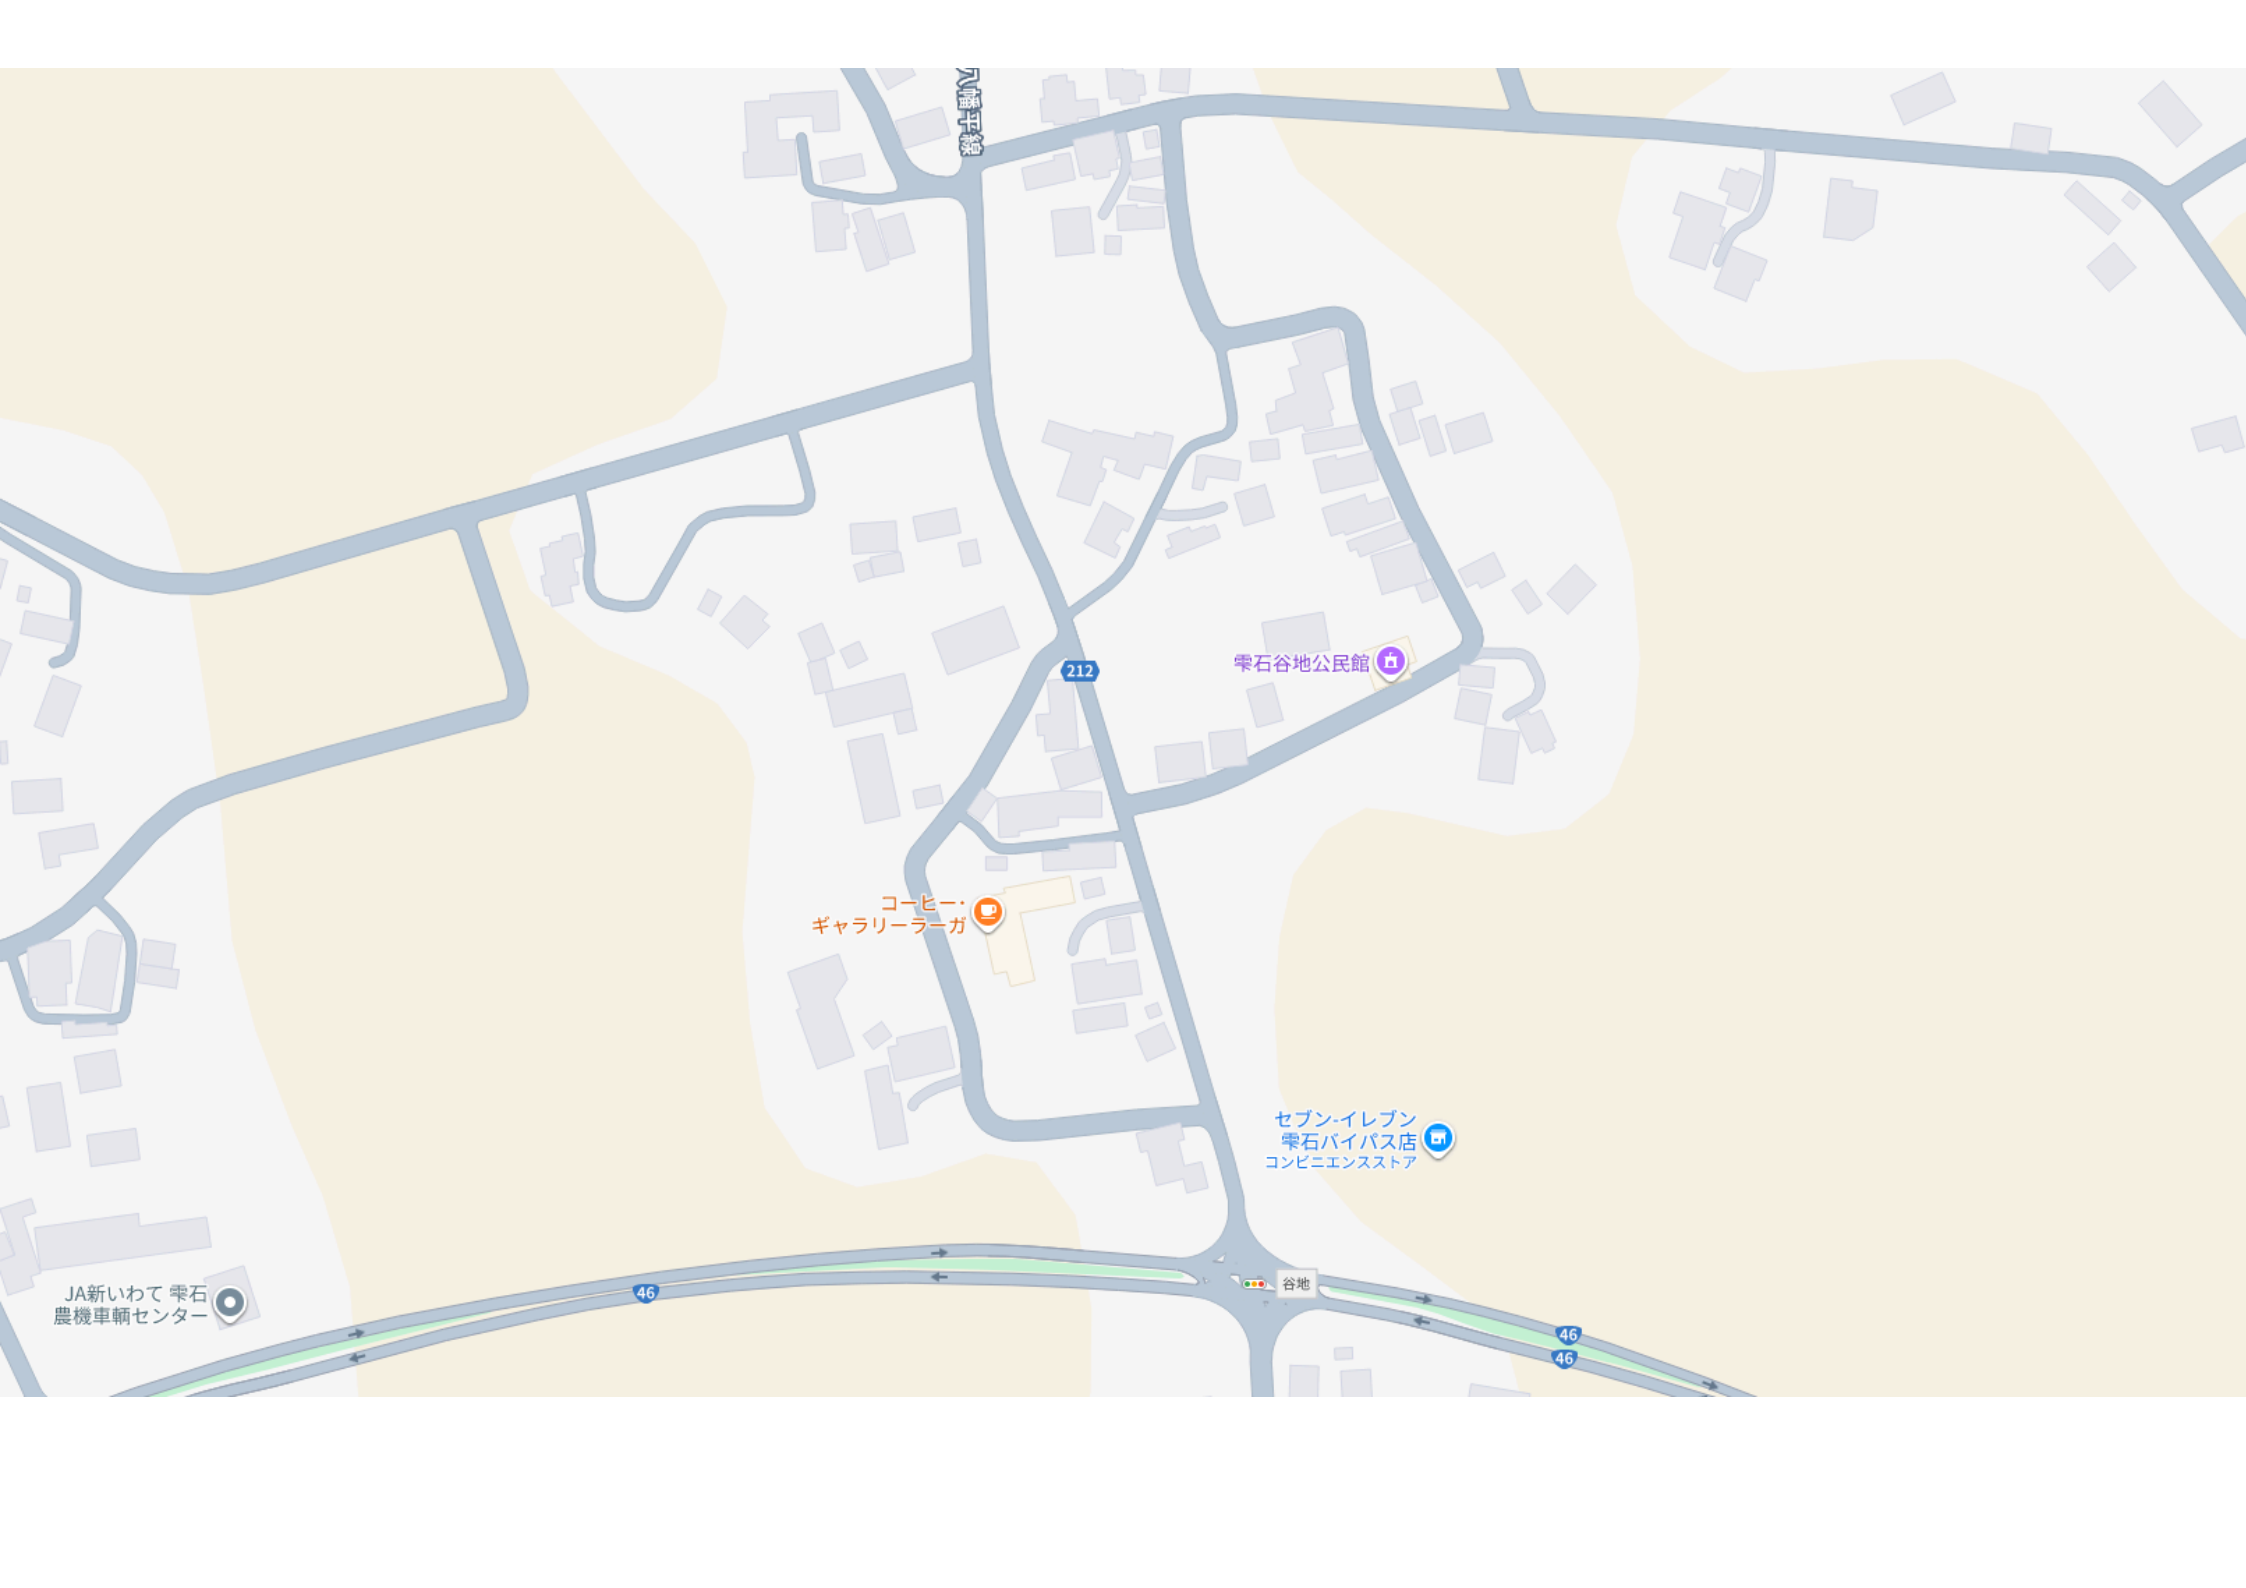 八幡平線
212
雫石谷地公民館
コーヒー・
ギャラリーラーガ
セブン-イレブン
雫石バイパス店
コンビニエンスストア
谷地
46
JA新いわて 雫石
農機車輌センター
46
46